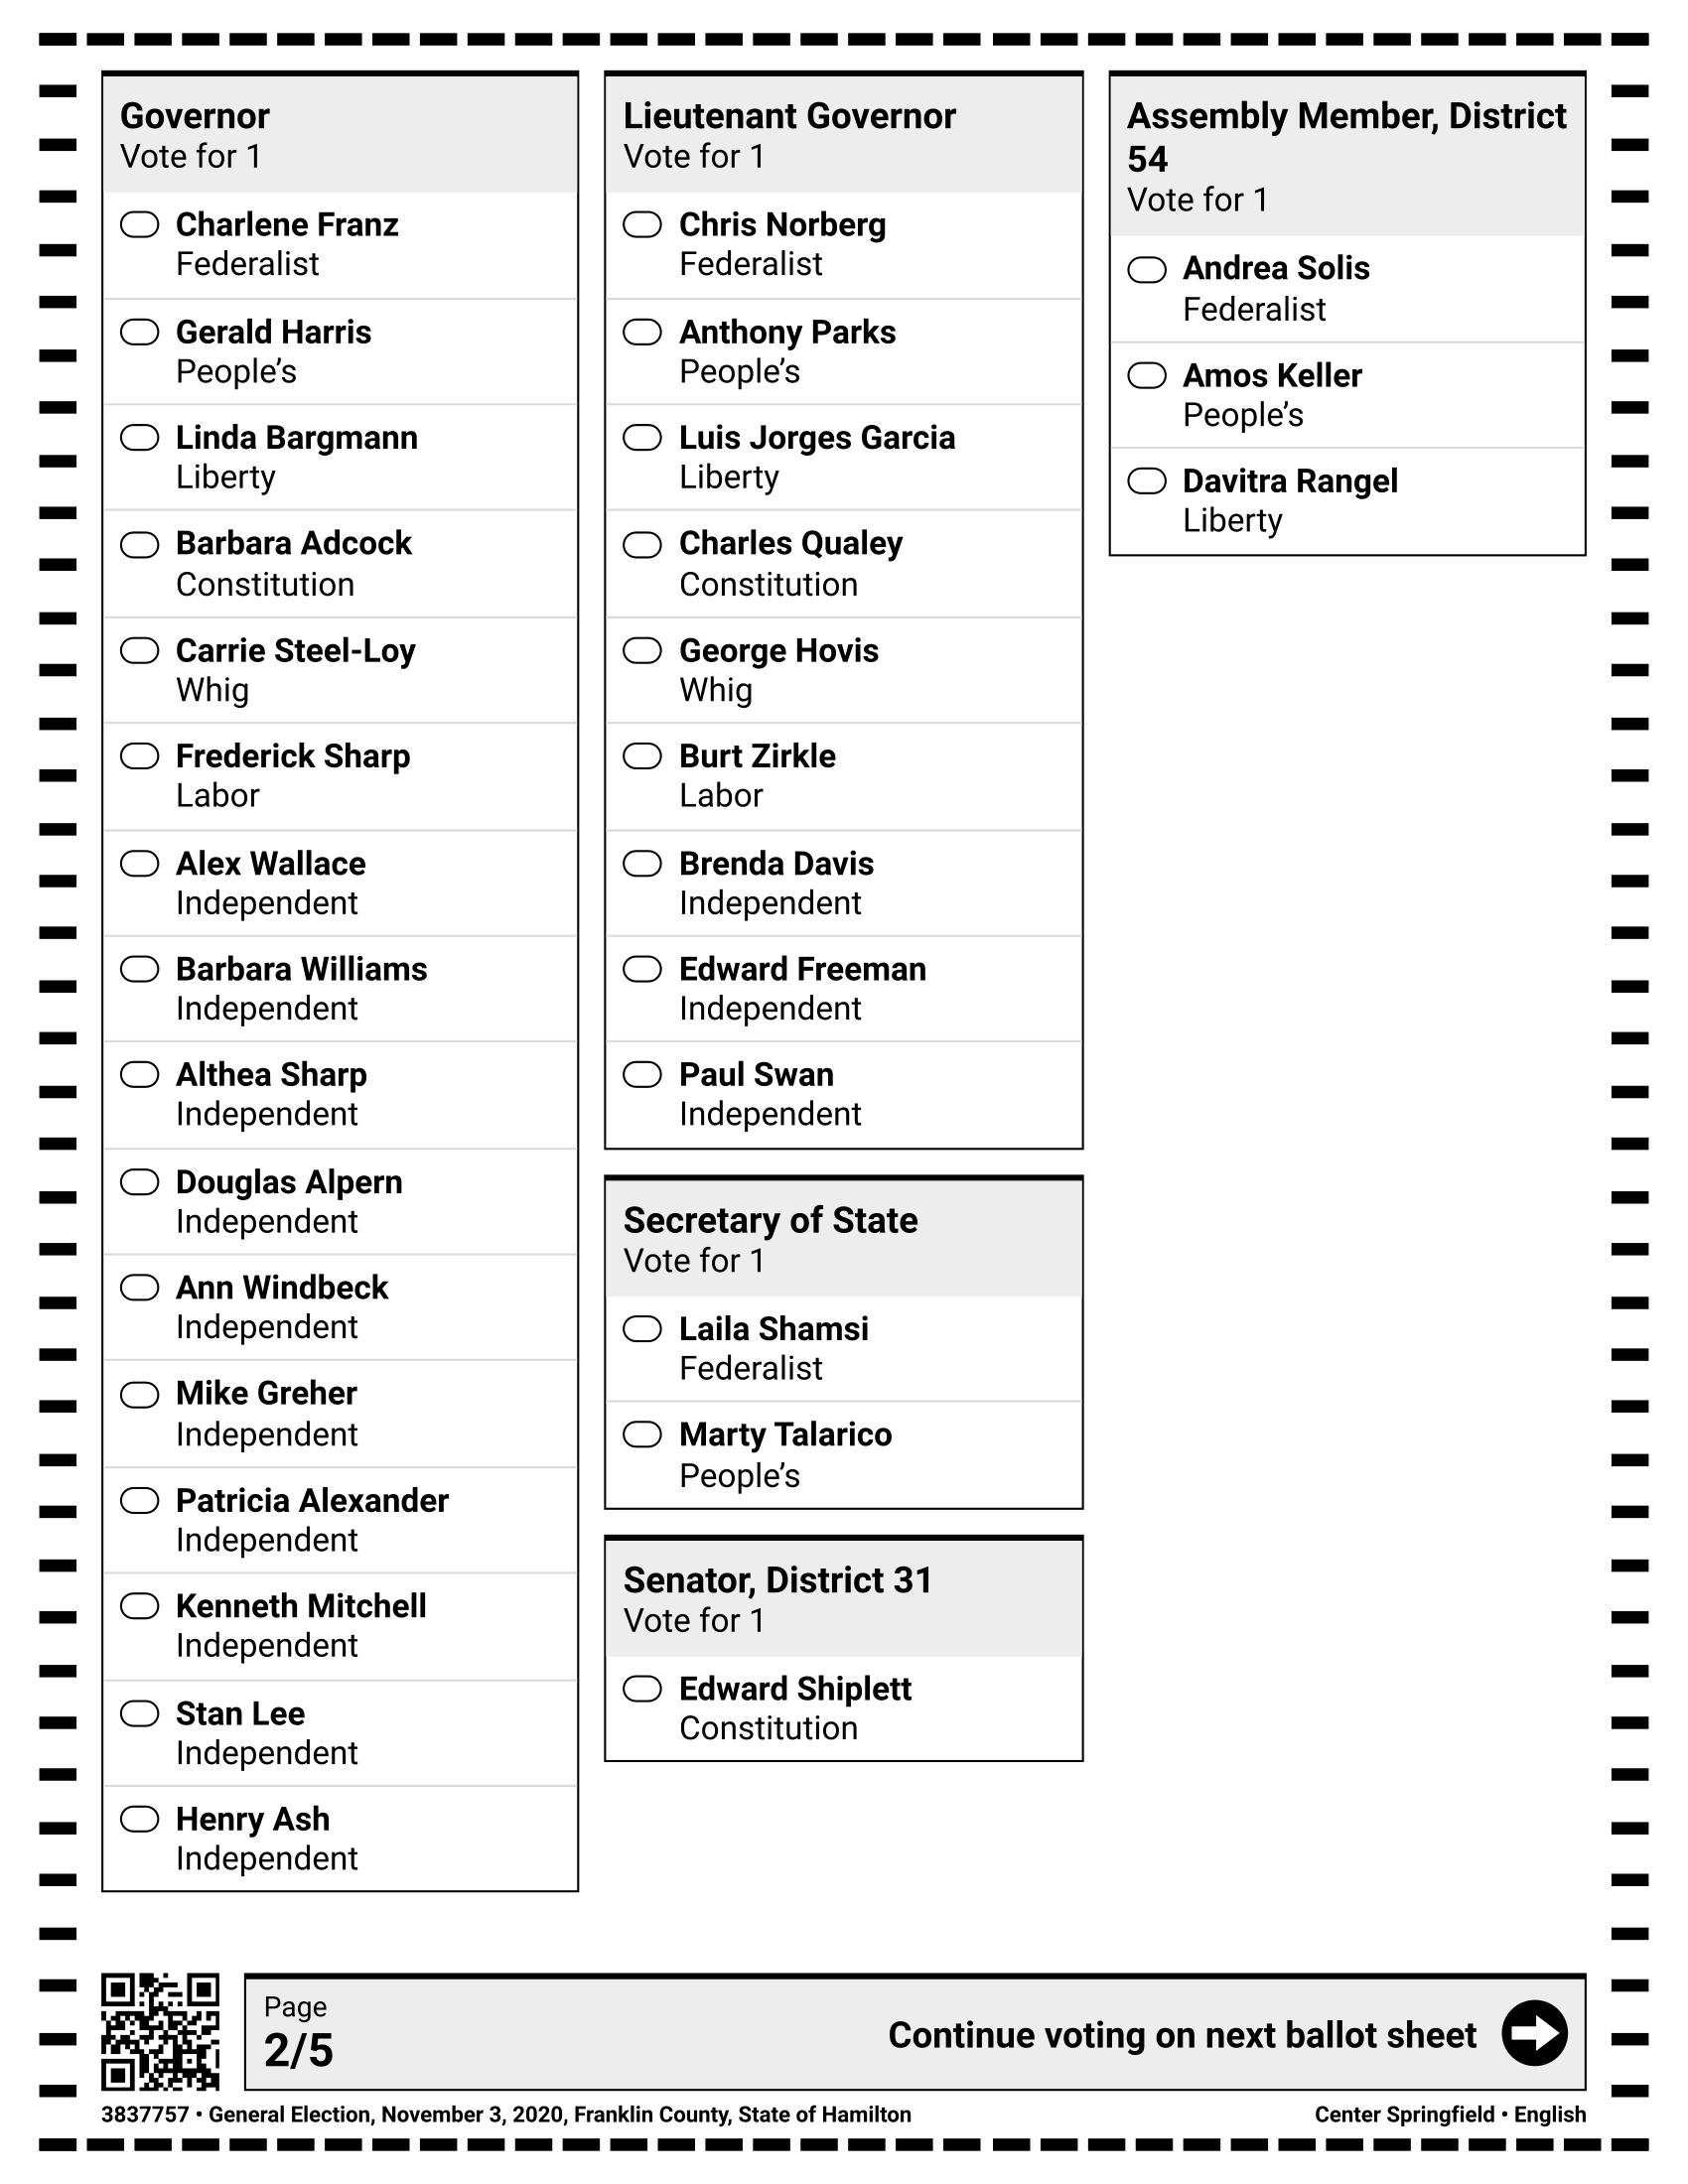 Governor
Vote for 1
Charlene Franz
Federalist
Gerald Harris
People’s
Linda Bargmann
Liberty
Barbara Adcock
Constitution
Carrie Steel-Loy
Whig
Frederick Sharp
Labor
Alex Wallace
Independent
Barbara Williams
Independent
Althea Sharp
Independent
Douglas Alpern
Independent
Ann Windbeck
Independent
Mike Greher
Independent
Patricia Alexander
Independent
Kenneth Mitchell
Independent
Stan Lee
Independent
Henry Ash
Independent
Lieutenant Governor
Vote for 1
Chris Norberg
Federalist
Anthony Parks
People’s
Luis Jorges Garcia
Liberty
Charles Qualey
Constitution
George Hovis
Whig
Burt Zirkle
Labor
Brenda Davis
Independent
Edward Freeman
Independent
Paul Swan
Independent
Secretary of State
Vote for 1
Laila Shamsi
Federalist
Marty Talarico
People’s
Senator, District 31
Vote for 1
Edward Shiplett
Constitution
Assembly Member, District
54
Vote for 1
Andrea Solis
Federalist
Amos Keller
People’s
Davitra Rangel
Liberty
Page
2/5
Continue voting on next ballot sheet
3837757 • General Election, November 3, 2020, Franklin County, State of Hamilton
Center Springfield • English